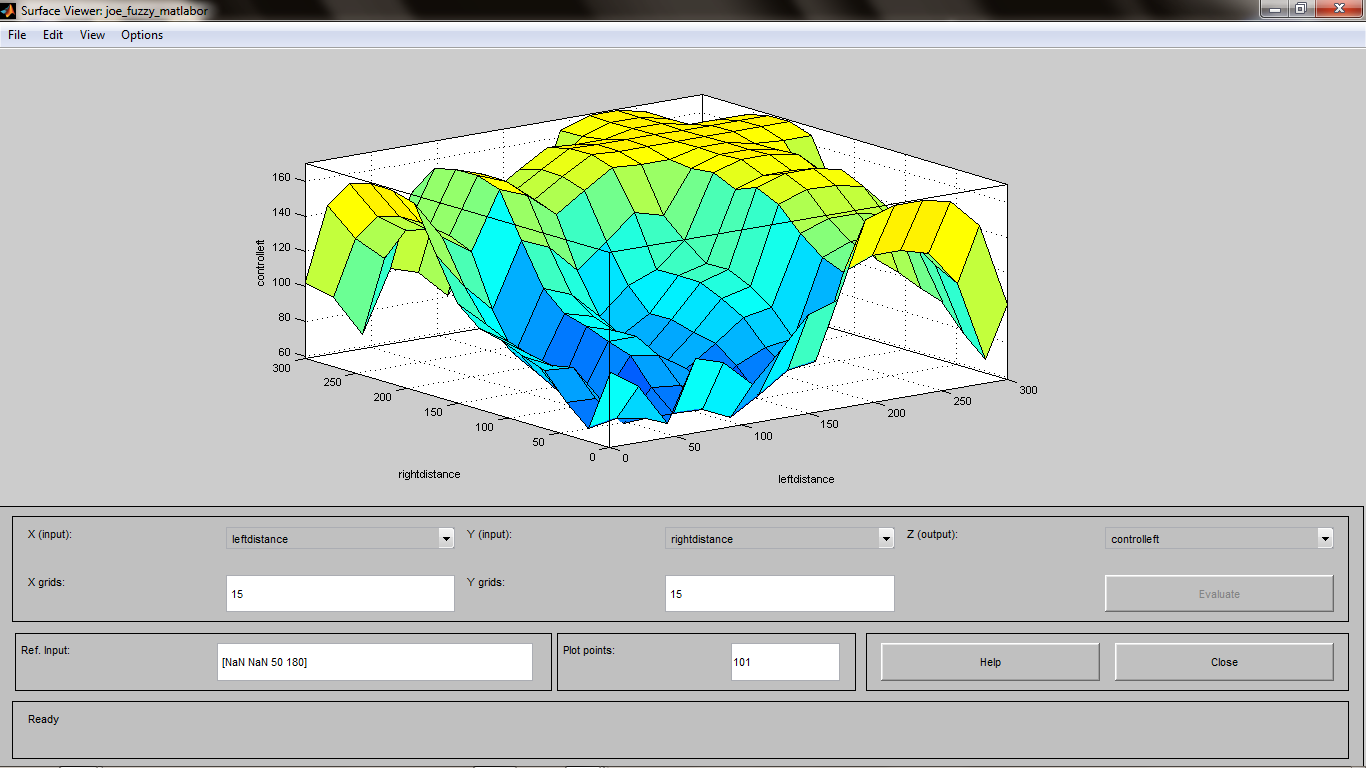 Surface Viewer: joe_fuzzy_matlabor
File Edit View Options
160
140
120
100
80
60
controlleft
300
250
200
150
100
50
0
rightdistance
0
50
100
150
200
250
300
leftdistance
X (input): leftdistance Y (input): rightdistance Z (output): controlleft
X grids: 15 Y grids: 15 Evaluate
Ref. Input: [NaN NaN 50 180] Plot points: 101 Help Close
Ready